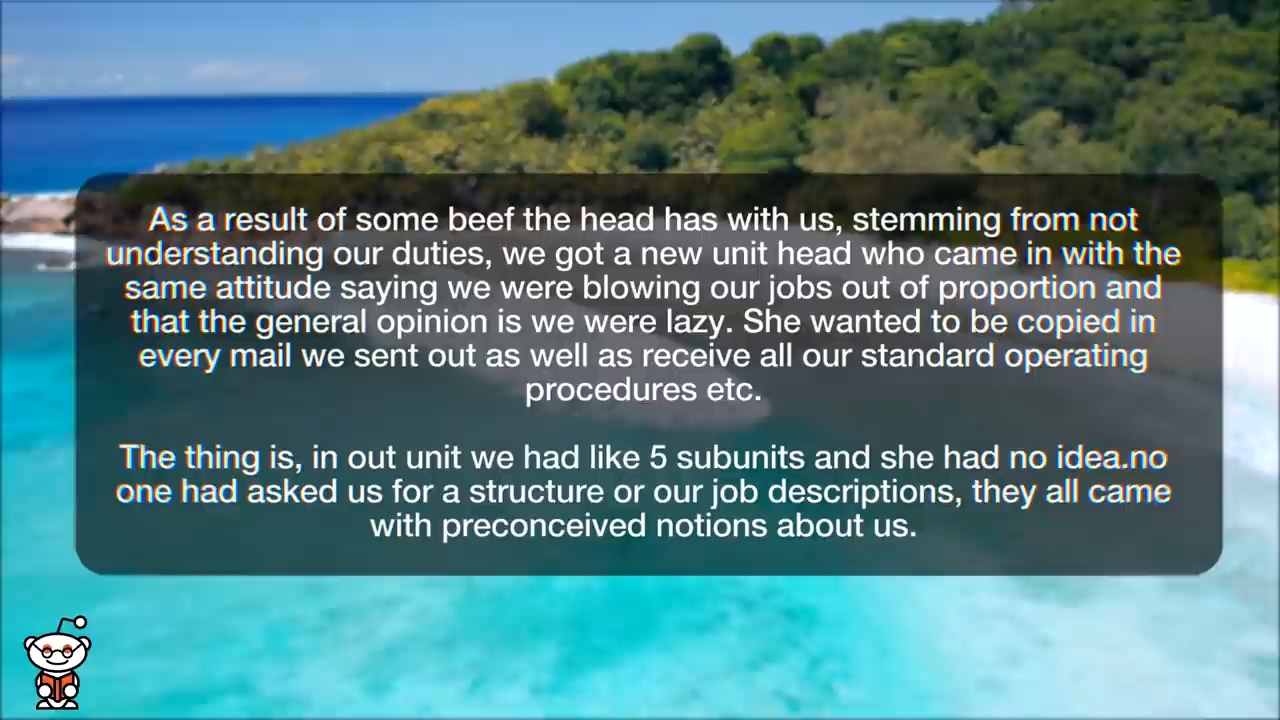 As a result of some beef the head has with us, stemming from not
understanding our duties, we got a new unit head who came in with the
same attitude saying we were blowing our jobs out of proportion and
that the general opinion is we were lazy. She wanted to be copied in
every mail we sent out as well as receive all our standard operating
procedures etc.
The thing is, in out unit we had like 5 subunits and she had no idea.no
one had asked us for a structure or our job descriptions, they all came
with preconceived notions about us.